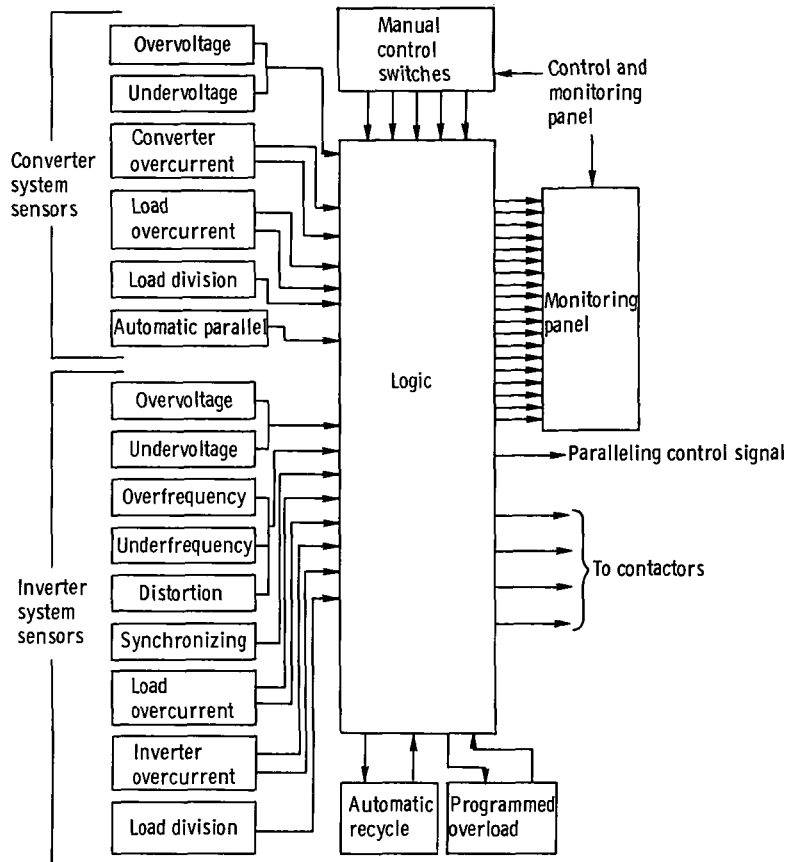 Overvoltage
Undervoltage
Converter
overcurrent
Load
overcurrent
Load division
Automatic parallel
Converter
system
sensors
Overvoltage
Undervoltage
Overfrequency
Underfrequency
Distortion
Synchronizing
Load
overcurrent
Inverter
overcurrent
Load division
Inverter
system
sensors
Manual
control
switches
Control and
monitoring
panel
Logic
Monitoring
panel
Paralleling control signal
To contactors
Automatic
recycle
Programmed
overload